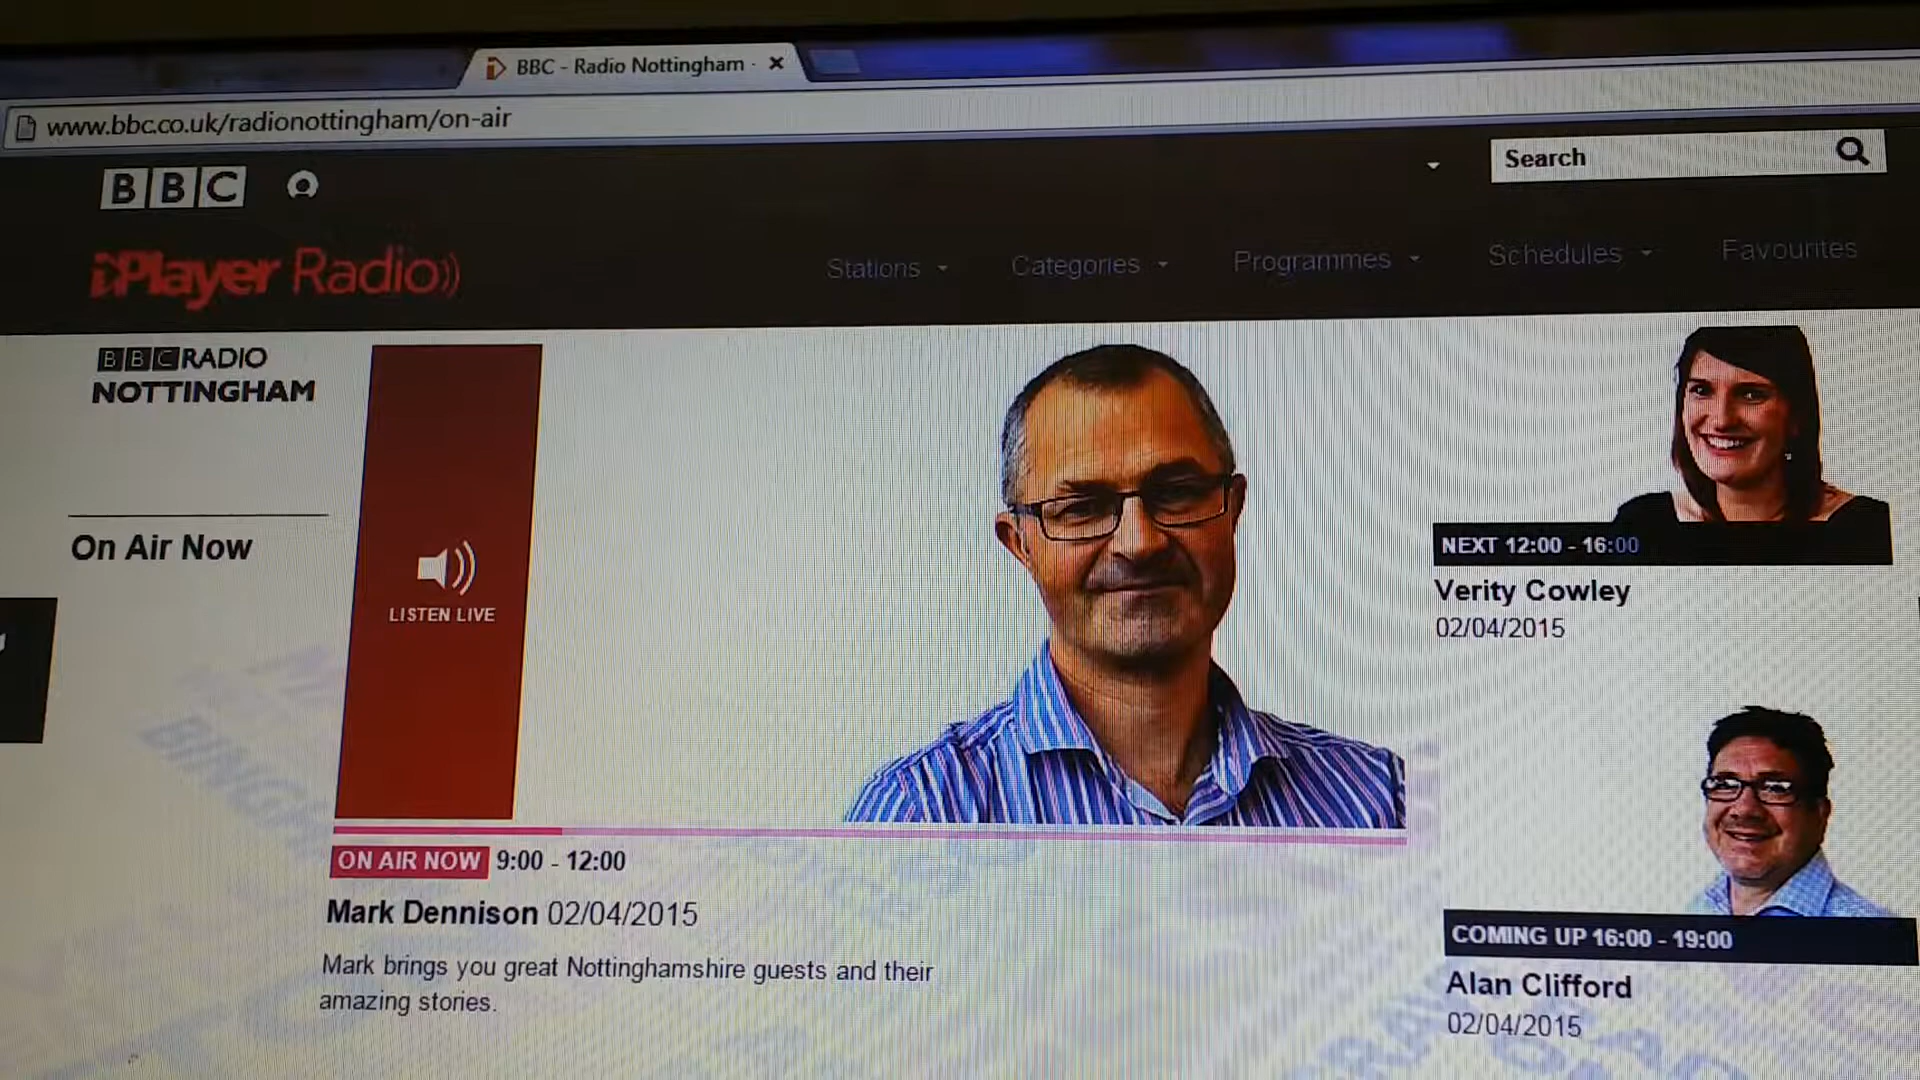 BBC - Radio Nottingham -
www.bbc.co.uk/radionottingham/on-air
BBC
Search
iPlayer Radio
Stations
Categories
Programmes
Schedules
Favourites
BBC RADIO
NOTTINGHAM
On Air Now
LISTEN LIVE
ON AIR NOW 9:00 - 12:00
Mark Dennison 02/04/2015
Mark brings you great Nottinghamshire guests and their
amazing stories.
NEXT 12:00 - 16:00
Verity Cowley
02/04/2015
COMING UP 16:00 - 19:00
Alan Clifford
02/04/2015